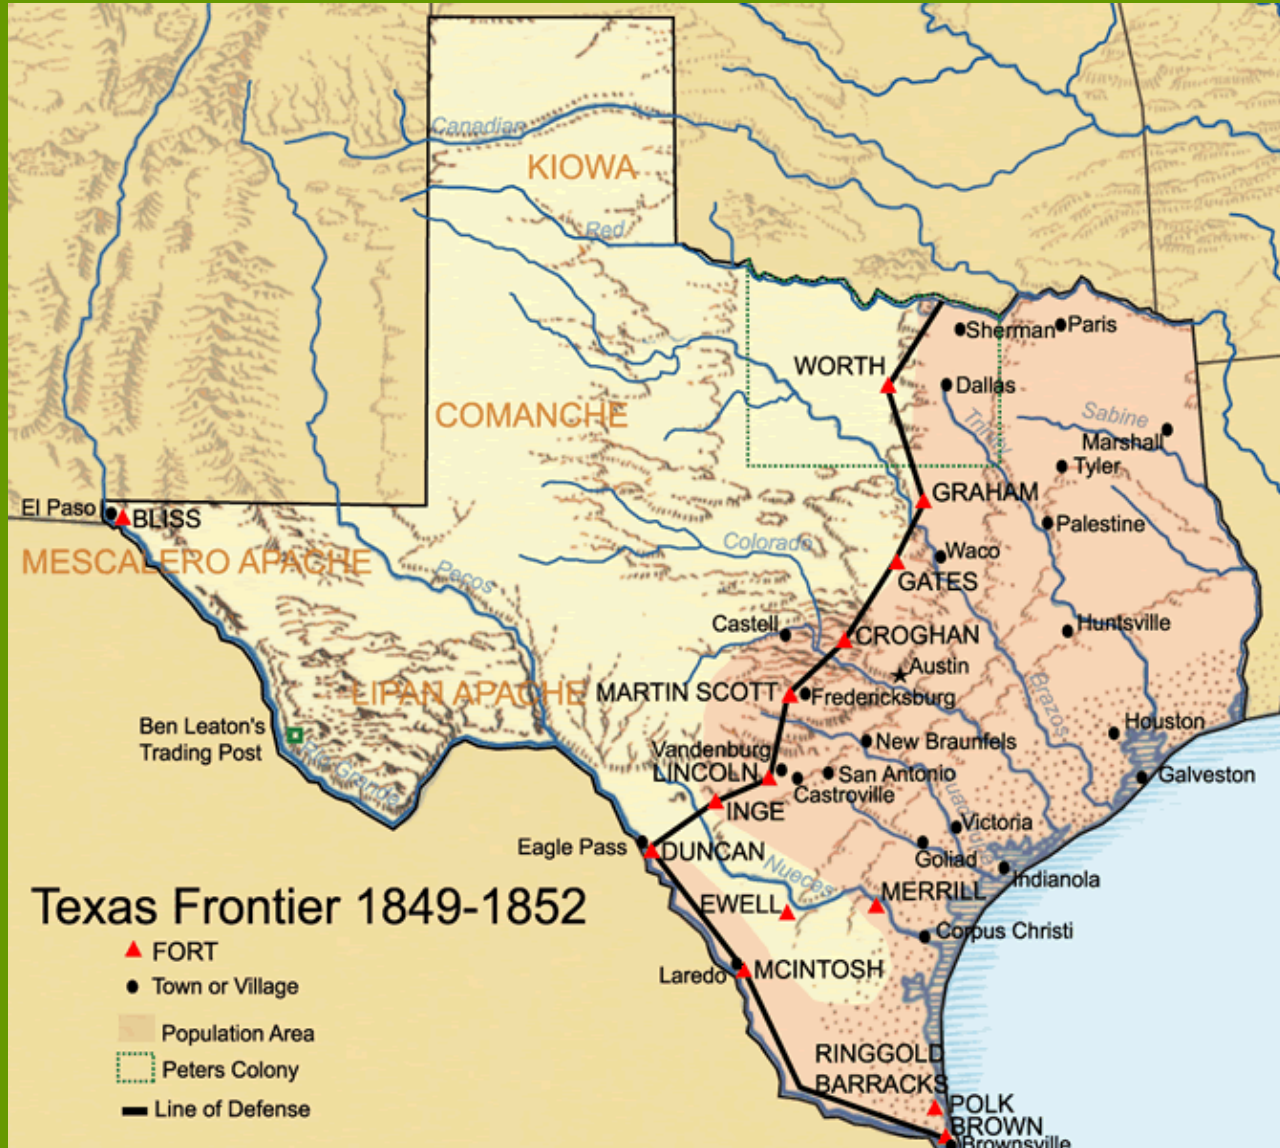 Canadian
KIOWA
Red
Sherman
Paris
WORTH
Dallas
COMANCHE
Trinity
Sabine
Marshall
Tyler
GRAHAM
El Paso
BLISS
Palestine
MESCALERO APACHE
Colorado
Waco
Pecos
GATES
Castell
CROGHAN
Huntsville
Austin
LIPAN APACHE
MARTIN SCOTT
Fredericksburg
Brazos
Ben Leaton's
Trading Post
Rio Grande
Houston
New Braunfels
Vandenburg
LINCOLN
San Antonio
Castroville
Galveston
INGE
Guadalupe
Victoria
Eagle Pass
DUNCAN
Goliad
Nueces
Indianola
MERRILL
EWELL
Texas Frontier 1849-1852
Corpus Christi
FORT
Laredo
MCINTOSH
Town or Village
Population Area
RINGGOLD
BARRACKS
Peters Colony
POLK
Line of Defense
BROWN
Brownsville